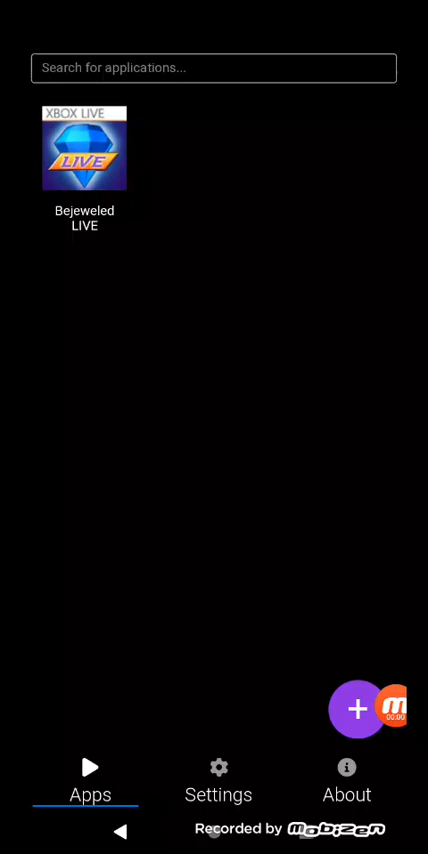 Search for applications...
XBOX LIVE
LIVE
Bejeweled
LIVE
00:00
Apps
Settings
About
Recorded by mobizen